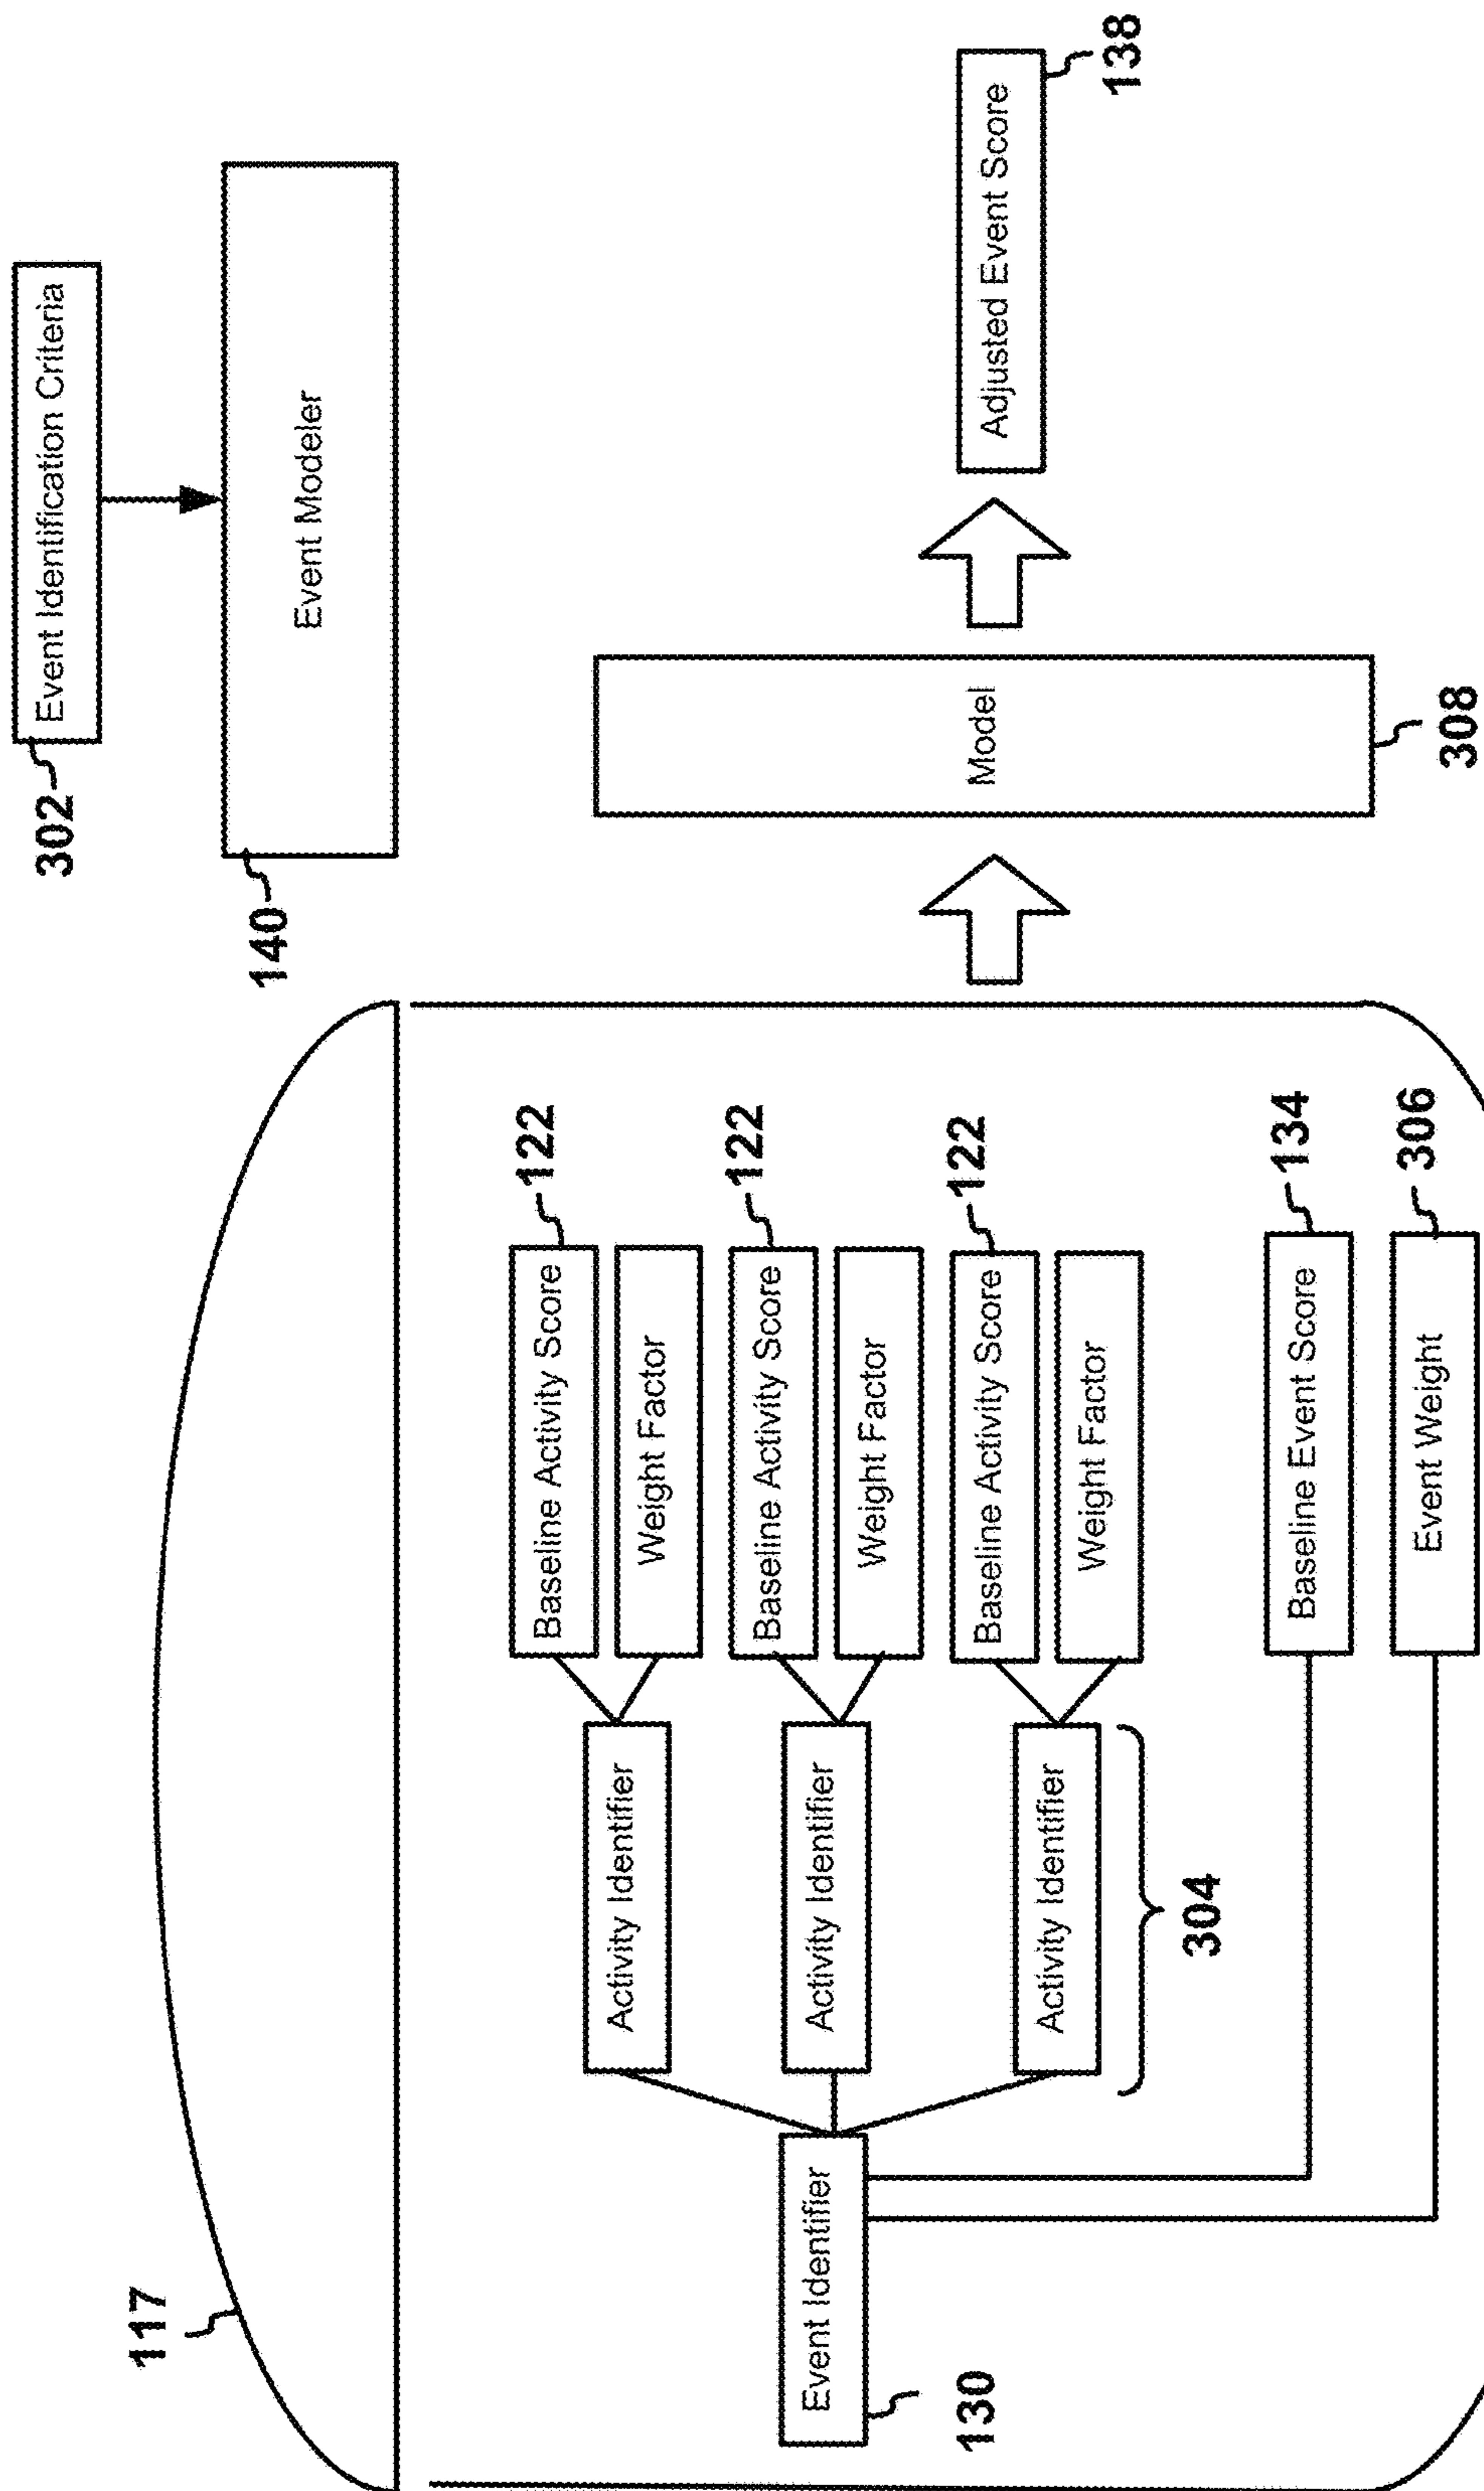 302
Event Identification Criteria
140
Event Modeler
117
122
Baseline Activity Score
Weight Factor
Activity Identifier
122
Baseline Activity Score
Weight Factor
Activity Identifier
122
Baseline Activity Score
Weight Factor
Activity Identifier
304
Event Identifier
130
Baseline Event Score
134
Event Weight
306
Model
308
Adjusted Event Score
138